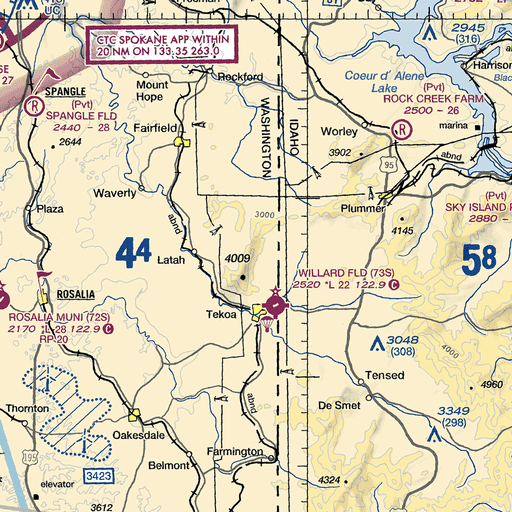 UC
CTC SPOKANE APP WITHIN
20 NM ON 133.35 263.0
2945
(316)
Harrison
27
Rockford
Coeur d' Alene
Lake
Mount
Hope
SPANGLE
(Pvt)
SPANGLE FLD
2440 - 28
(Pvt)
ROCK CREEK FARM
2500 - 26
marina
Fairfield
WASHINGTON
IDAHO
Worley
2644
3902
95
abnd
Waverly
Plummer
(Pvt)
SKY ISLAND
2880 -
Plaza
abnd
3000
4145
44
Latah
4009
58
WILLARD FLD (73S)
2520 *L 22 122.9 C
ROSALIA
Tekoa
ROSALIA MUNI (72S)
2170 *L 28 122.9 C
RP 20
3048
(308)
4000
Tensed
4960
De Smet
Thornton
abnd
3349
(298)
Oakesdale
Farmington
195
Belmont
3423
elevator
3612
4324